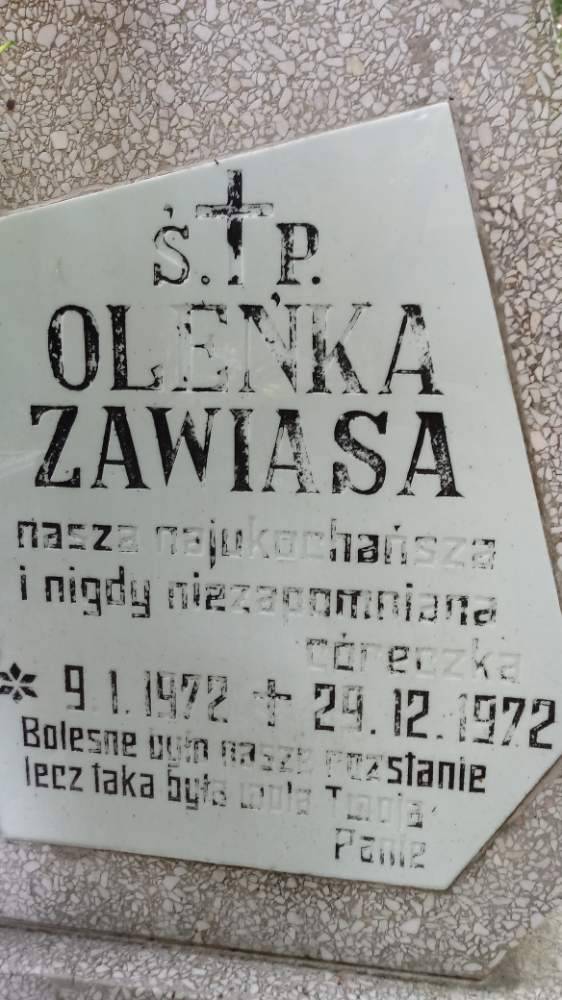 Ś. † P.
OLEŃKA
ZAWIASA
nasza najukochańsza
i nigdy niezapomniana
córeczka
* 9.1.1972 † 29.12.1972
Bolesne było nasze rozstanie
lecz taka była wola Twoja
Panie